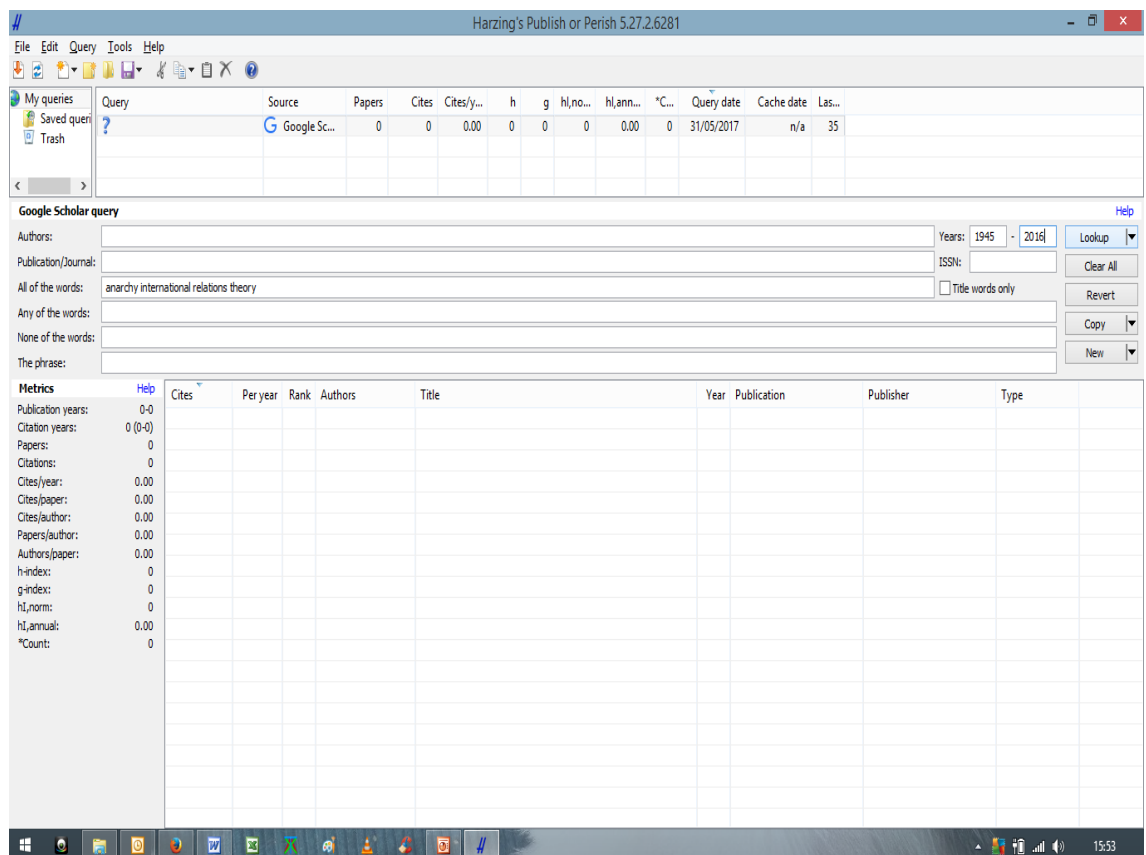 Harzing's Publish or Perish 5.27.2.6281
File Edit Query Tools Help
My queries
Saved queri
Trash
Query Source Papers Cites Cites/y... h g hI,no... hI,ann... *C... Query date Cache date Las...
? Google Sc... 0 0 0.00 0 0 0 0.00 0 31/05/2017 n/a 35
Google Scholar query Help
Authors: Years: 1945 - 2016 Lookup
Publication/Journal: ISSN: Clear All
All of the words: anarchy international relations theory Title words only Revert
Any of the words:
None of the words: Copy
The phrase: New
Metrics Help
Publication years: 0-0
Citation years: 0 (0-0)
Papers: 0
Citations: 0
Cites/year: 0.00
Cites/paper: 0.00
Cites/author: 0.00
Papers/author: 0.00
Authors/paper: 0.00
h-index: 0
g-index: 0
hI,norm: 0
hI,annual: 0.00
*Count: 0
Cites Per year Rank Authors Title Year Publication Publisher Type
15:53